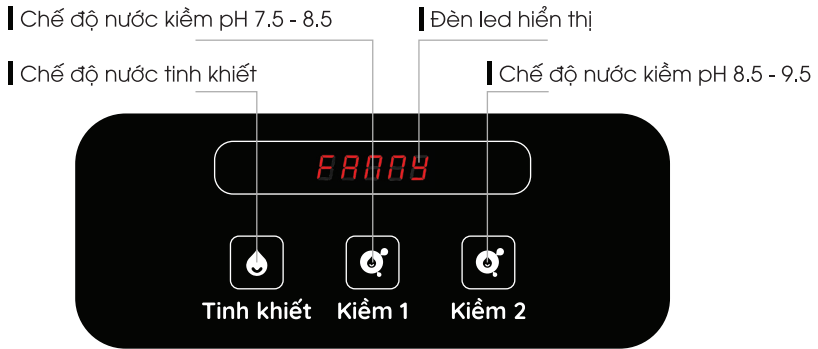 Chế độ nước kiềm pH 7.5 - 8.5
Đèn led hiển thị
Chế độ nước tinh khiết
Chế độ nước kiềm pH 8.5 - 9.5
FANNY
Tinh khiết
Kiềm 1
Kiềm 2